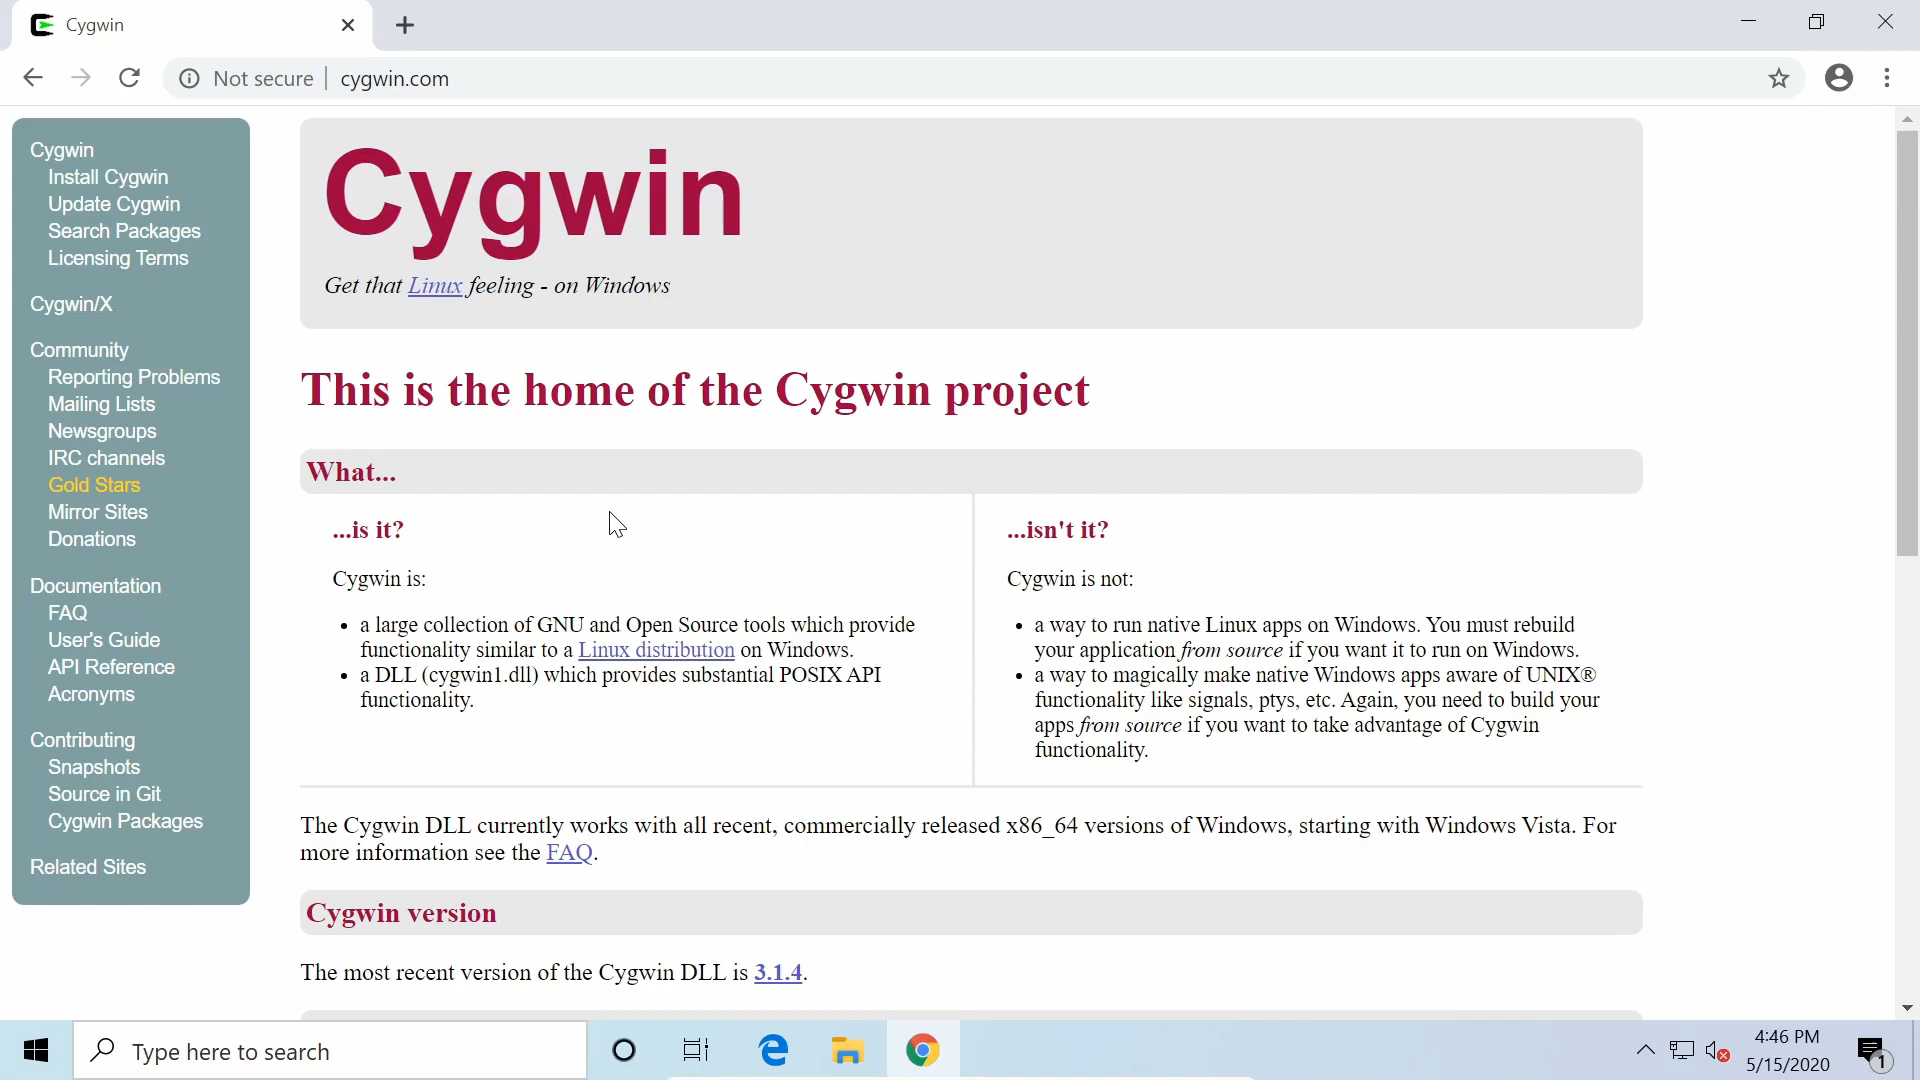 Cygwin
Not secure
cygwin.com
Cygwin
Install Cygwin
Update Cygwin
Search Packages
Licensing Terms
Cygwin/X
Community
Reporting Problems
Mailing Lists
Newsgroups
IRC channels
Gold Stars
Mirror Sites
Donations
Documentation
FAQ
User's Guide
API Reference
Acronyms
Contributing
Snapshots
Source in Git
Cygwin Packages
Related Sites
Cygwin
Get that Linux feeling - on Windows
This is the home of the Cygwin project
What...
...is it?
Cygwin is:
• a large collection of GNU and Open Source tools which provide
functionality similar to a Linux distribution on Windows.
• a DLL (cygwin1.dll) which provides substantial POSIX API
functionality.
...isn't it?
Cygwin is not:
• a way to run native Linux apps on Windows. You must rebuild
your application from source if you want it to run on Windows.
• a way to magically make native Windows apps aware of UNIX®
functionality like signals, ptys, etc. Again, you need to build your
apps from source if you want to take advantage of Cygwin
functionality.
The Cygwin DLL currently works with all recent, commercially released x86_64 versions of Windows, starting with Windows Vista. For
more information see the FAQ.
Cygwin version
The most recent version of the Cygwin DLL is 3.1.4.
Type here to search
4:46 PM
5/15/2020
1